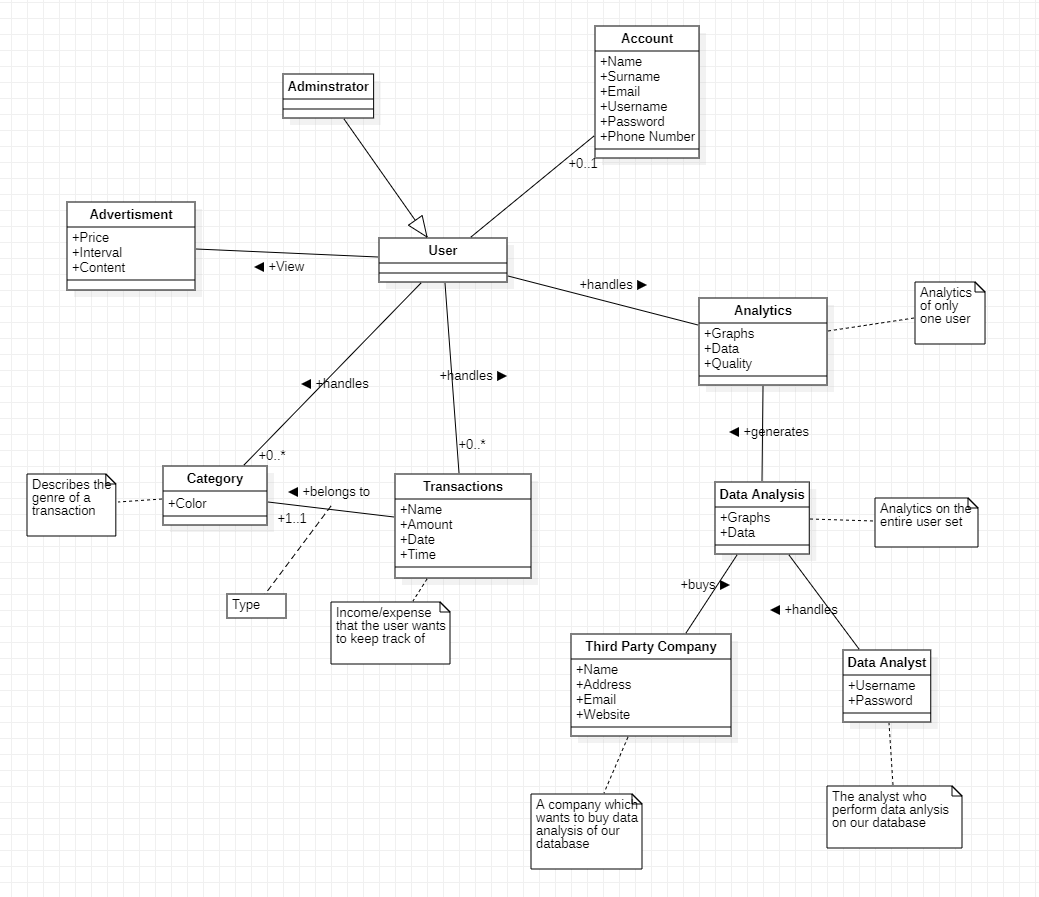 Account
+Name
+Surname
+Email
+Username
+Password
+Phone Number
+0..1
Adminstrator
Advertisment
+Price
+Interval
+Content
◀ +View
User
+handles ▶
Analytics
+Graphs
+Data
+Quality
Analytics
of only
one user
◀ +handles
+handles ▶
◀ +generates
+0..*
+0..*
Describes the
genre of a
transaction
Category
+Color
◀ +belongs to
+1..1
Transactions
+Name
+Amount
+Date
+Time
Data Analysis
+Graphs
+Data
Analytics on the
entire user set
Type
Income/expense
that the user wants
to keep track of
+buys ▶
◀ +handles
Third Party Company
+Name
+Address
+Email
+Website
Data Analyst
+Username
+Password
A company which
wants to buy data
analysis of our
database
The analyst who
perform data anlysis
on our database